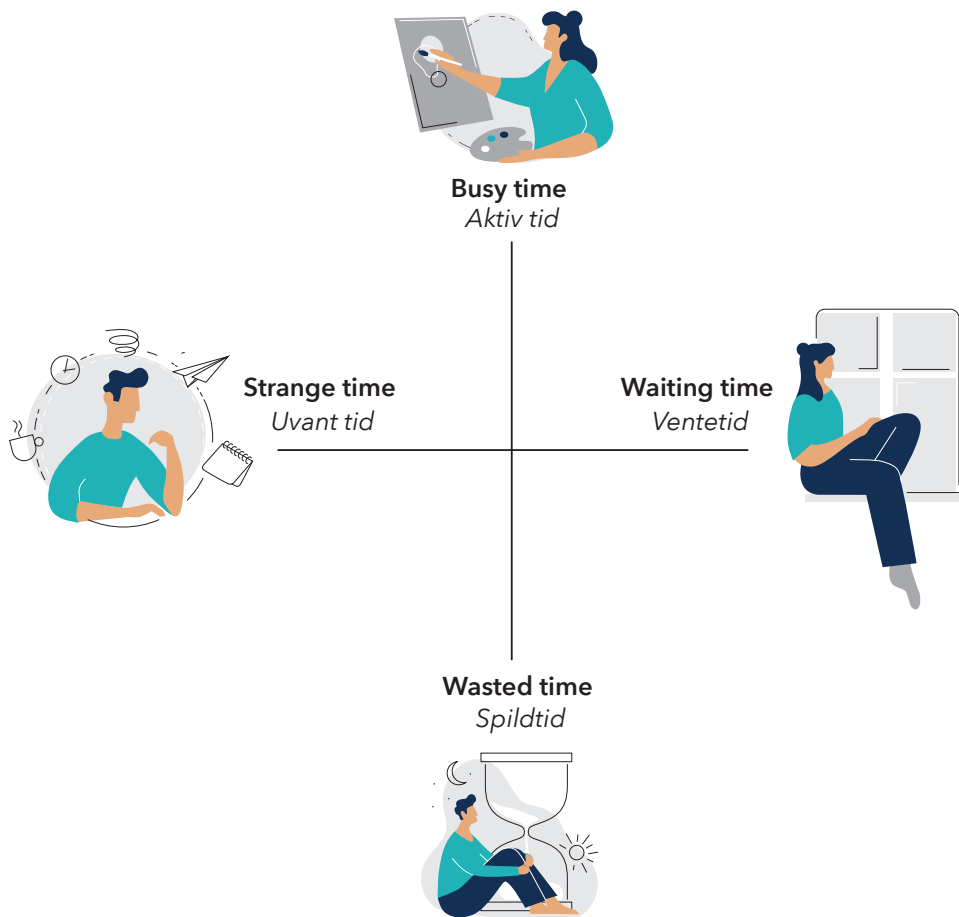 Busy time
Aktiv tid
Strange time
Uvant tid
Waiting time
Ventetid
Wasted time
Spildtid